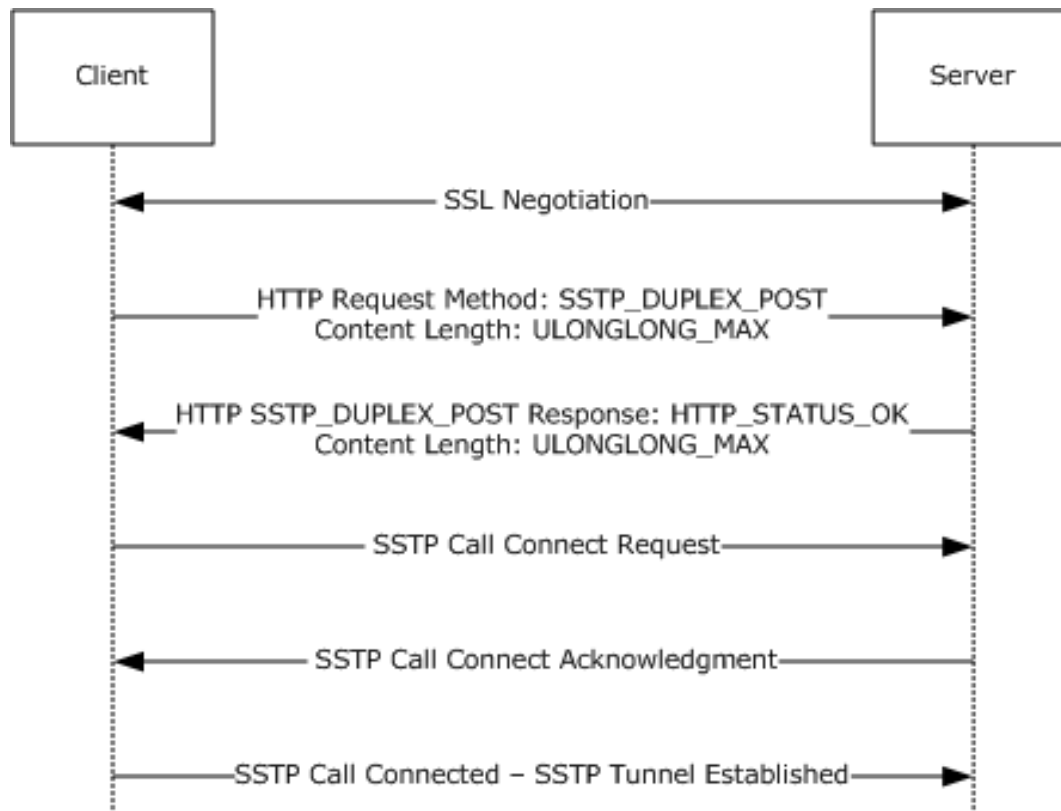 Client
Server
SSL Negotiation
HTTP Request Method: SSTP_DUPLEX_POST
Content Length: ULONGLONG_MAX
HTTP SSTP_DUPLEX_POST Response: HTTP_STATUS_OK
Content Length: ULONGLONG_MAX
SSTP Call Connect Request
SSTP Call Connect Acknowledgment
SSTP Call Connected – SSTP Tunnel Established